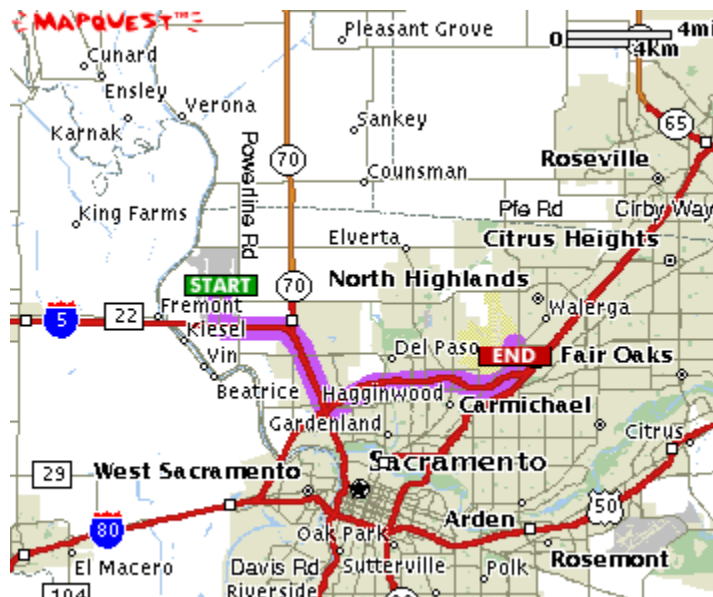 MAPQUEST™
Pleasant Grove
0
4mi
4Km
Cunard
Ensley
Verona
Karnak
Sankey
65
Powerline Rd
70
Roseville
Counsman
King Farms
Pfe Rd
Cirby Way
Elverta
Citrus Heights
START
70
North Highlands
Fremont
Walerga
5
22
Kiesel
Vin
Del Paso
END
Fair Oaks
Beatrice
Hagginwood
Carmichael
Gardenland
Citrus
29
West Sacramento
Sacramento
80
50
Arden
Oak Park
El Macero
Davis Rd
Sutterville
Polk
Rosemont
104
Riverside